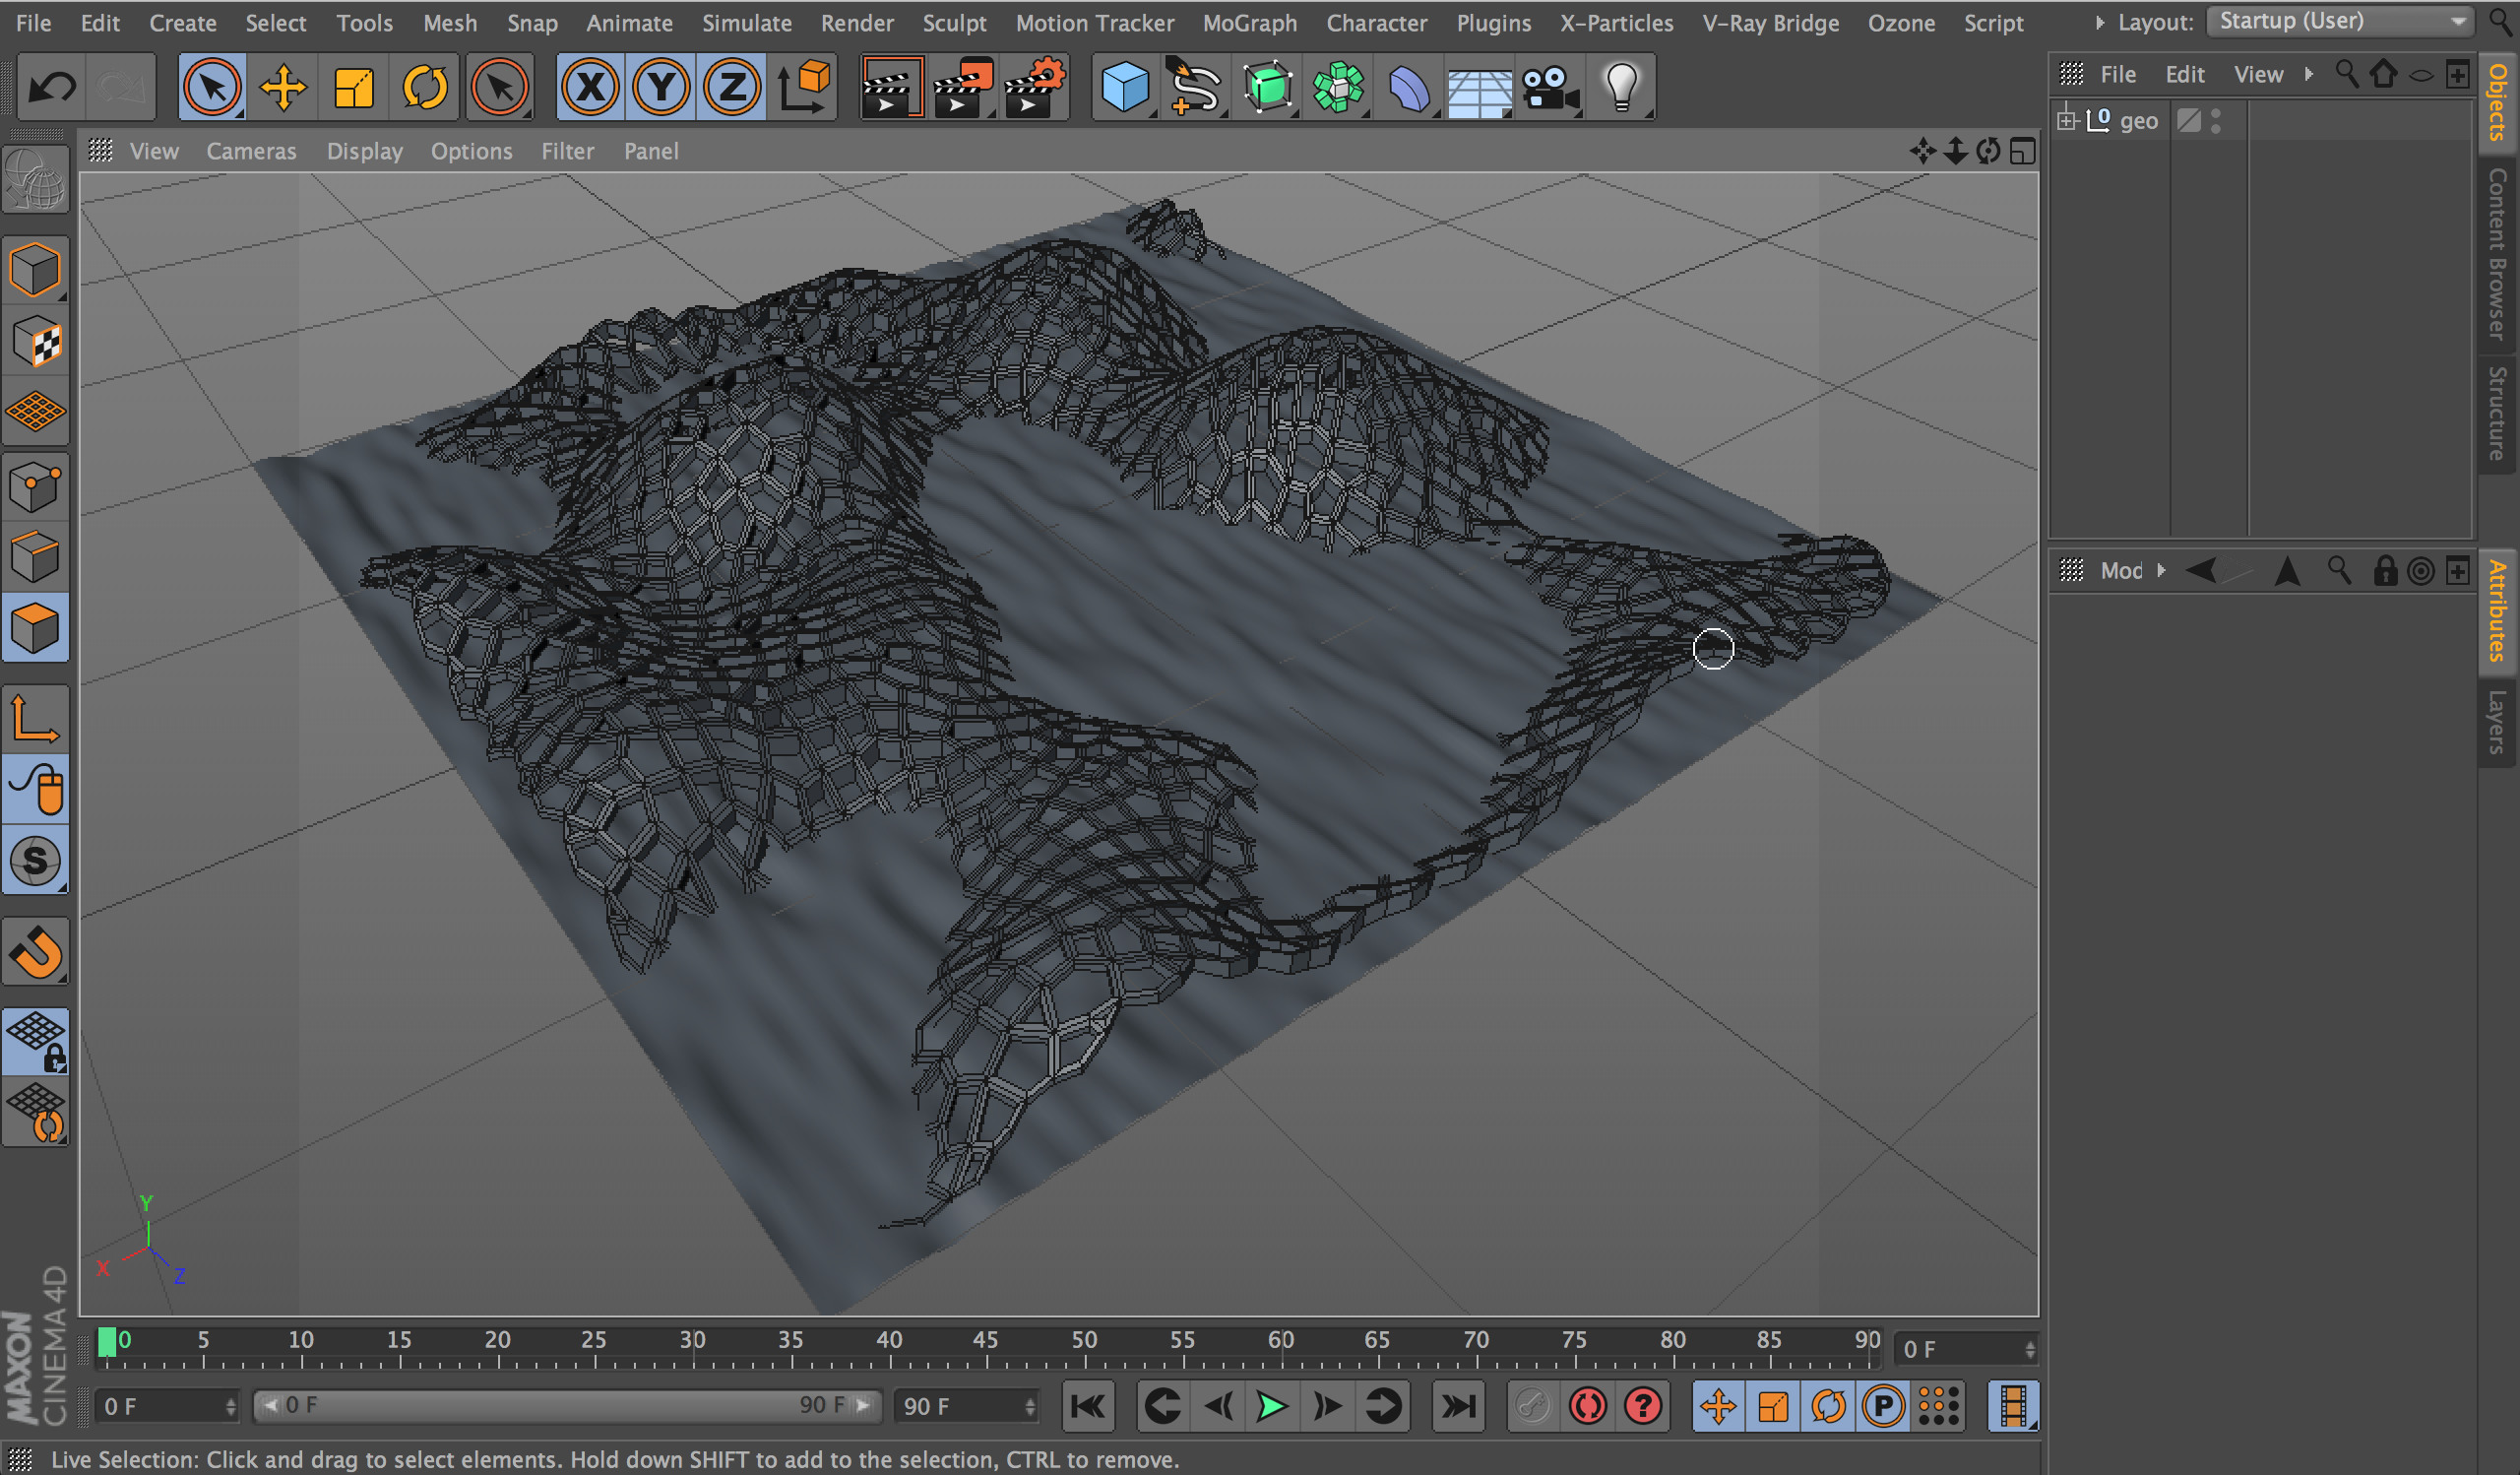 File Edit Create Select Tools Mesh Snap Animate Simulate Render Sculpt Motion Tracker MoGraph Character Plugins X-Particles V-Ray Bridge Ozone Script Layout: Startup (User)
X Y Z
File Edit View
Objects
Content Browser
Structure
0 geo
View Cameras Display Options Filter Panel
Mod
Attributes
Layers
S
Y
X
Z
MAXON
CINEMA 4D
0 5 10 15 20 25 30 35 40 45 50 55 60 65 70 75 80 85 90 0 F
0 F 0 F 90 F 90 F ? P
Live Selection: Click and drag to select elements. Hold down SHIFT to add to the selection, CTRL to remove.